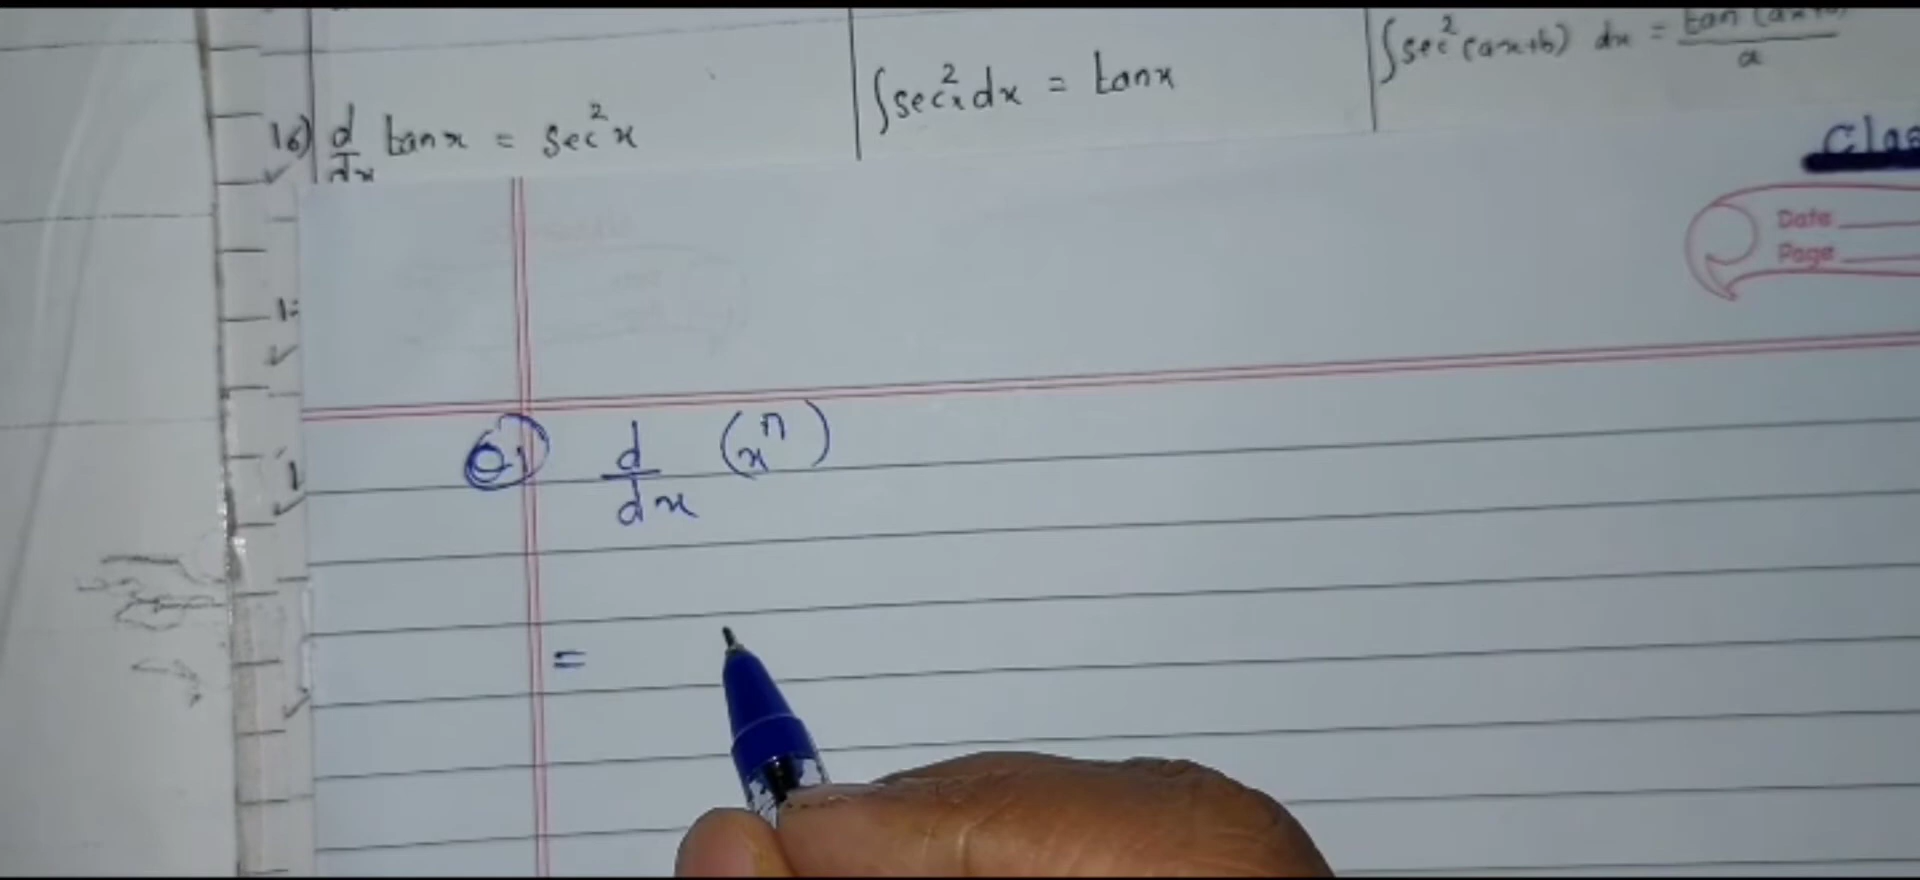 ∫sec²(ax+b) dx = tan(ax+b)/a
∫sec²x dx = tanx
16) d/dx tanx = sec²x
Date
Page
Q1) d/dx (xⁿ)
=